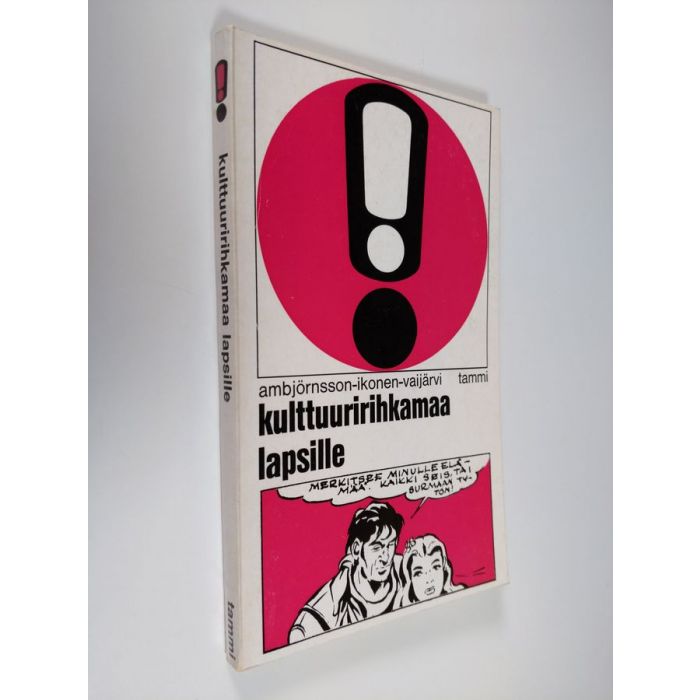 kulttuuririhkamaa lapsille
tammi
ambjörnsson-ikonen-vaijärvi tammi
kulttuuririhkamaa
lapsille
MERKITSEE MINULLE ELÄ-
MÄÄ. KAIKKI SEIS, TAI
SURMAAN TY-
TÖN!